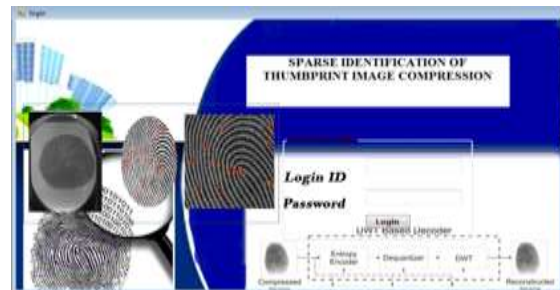 login
SPARSE IDENTIFICATION OF
THUMBPRINT IMAGE COMPRESSION
Login ID
Password
Login
DWT Based Decoder
Entropy
Encoder
Dequantizer
DWT
Compressed
Reconstructed